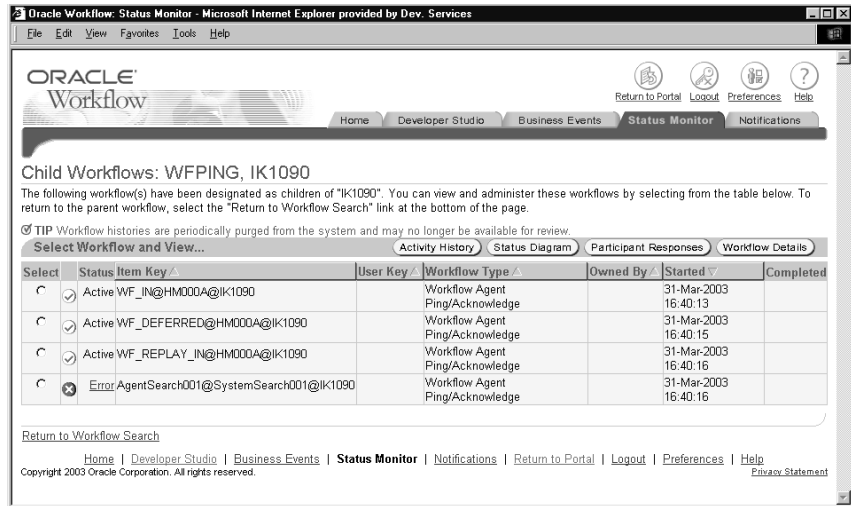 Oracle Workflow: Status Monitor - Microsoft Internet Explorer provided by Dev. Services
File Edit View Favorites Tools Help
ORACLE
Workflow
Return to Portal Logout Preferences Help
Home Developer Studio Business Events Status Monitor Notifications
Child Workflows: WFPING, IK1090
The following workflow(s) have been designated as children of "IK1090". You can view and administer these workflows by selecting from the table below. To
return to the parent workflow, select the "Return to Workflow Search" link at the bottom of the page.
TIP Workflow histories are periodically purged from the system and may no longer be available for review.
Select Workflow and View... Activity History Status Diagram Participant Responses Workflow Details
Select Status Item Key User Key Workflow Type Owned By Started Completed
Active WF_IN@HM000A@IK1090 Workflow Agent 31-Mar-2003
Ping/Acknowledge 16:40:13
Active WF_DEFERRED@HM000A@IK1090 Workflow Agent 31-Mar-2003
Ping/Acknowledge 16:40:15
Active WF_REPLAY_IN@HM000A@IK1090 Workflow Agent 31-Mar-2003
Ping/Acknowledge 16:40:16
Error AgentSearch001@SystemSearch001@IK1090 Workflow Agent 31-Mar-2003
Ping/Acknowledge 16:40:16
Return to Workflow Search
Home | Developer Studio | Business Events | Status Monitor | Notifications | Return to Portal | Logout | Preferences | Help
Copyright 2003 Oracle Corporation. All rights reserved. Privacy Statement